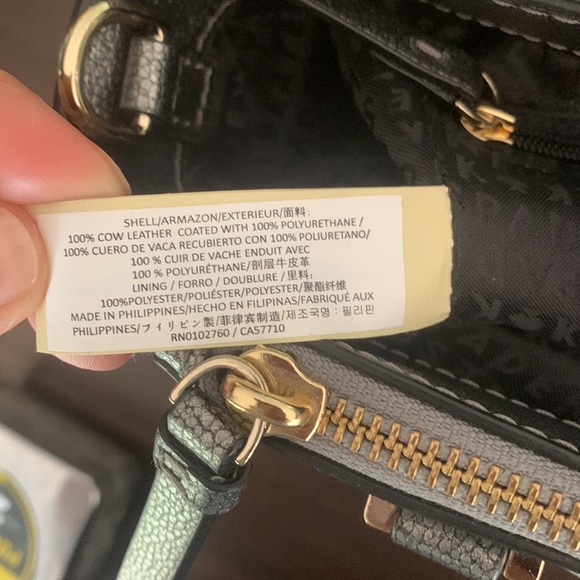 SHELL/ARMAZON/EXTERIEUR/面料:
100% COW LEATHER COATED WITH 100% POLYURETHANE /
100% CUERO DE VACA RECUBIERTO CON 100% POLIURETANO/
100 % CUIR DE VACHE ENDUIT AVEC
100 % POLYURÉTHANE/剖层牛皮革
LINING / FORRO / DOUBLURE / 里料:
100%POLYESTER/POLIÉSTER/POLYESTER/聚酯纤维
MADE IN PHILIPPINES/HECHO EN FILIPINAS/FABRIQUÉ AUX
PHILIPPINES/フィリピン製/菲律宾制造/제조국명: 필리핀
RN0102760 / CA57710